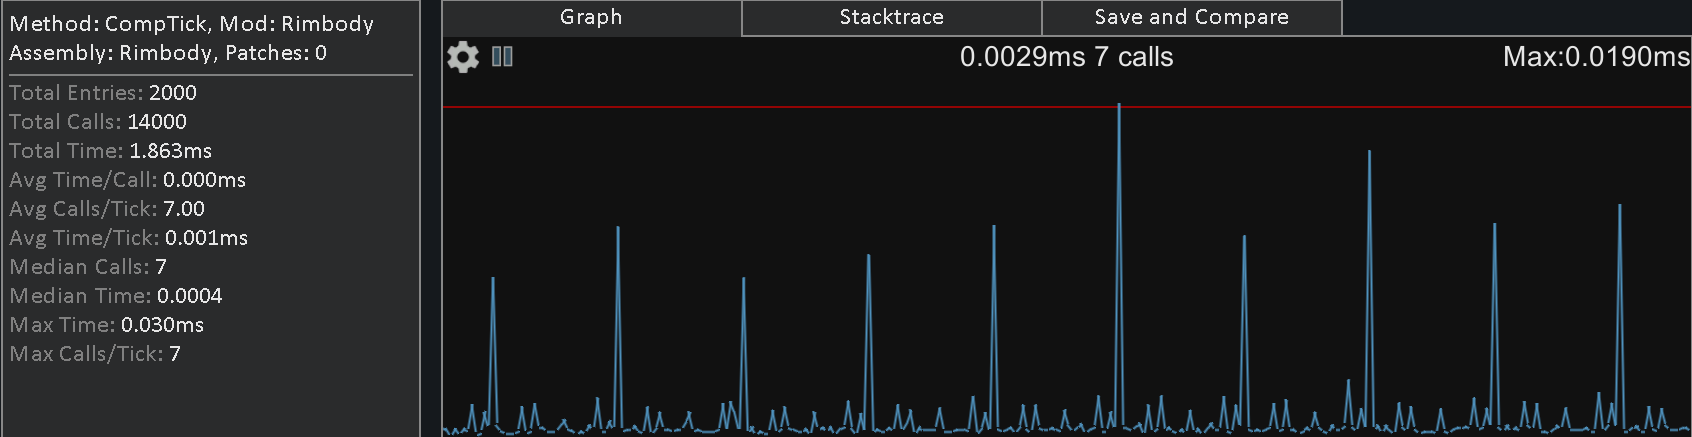 Method: CompTick, Mod: Rimbody
Assembly: Rimbody, Patches: 0
Total Entries: 2000
Total Calls: 14000
Total Time: 1.863ms
Avg Time/Call: 0.000ms
Avg Calls/Tick: 7.00
Avg Time/Tick: 0.001ms
Median Calls: 7
Median Time: 0.0004
Max Time: 0.030ms
Max Calls/Tick: 7
Graph
Stacktrace
Save and Compare
0.0029ms 7 calls
Max:0.0190ms